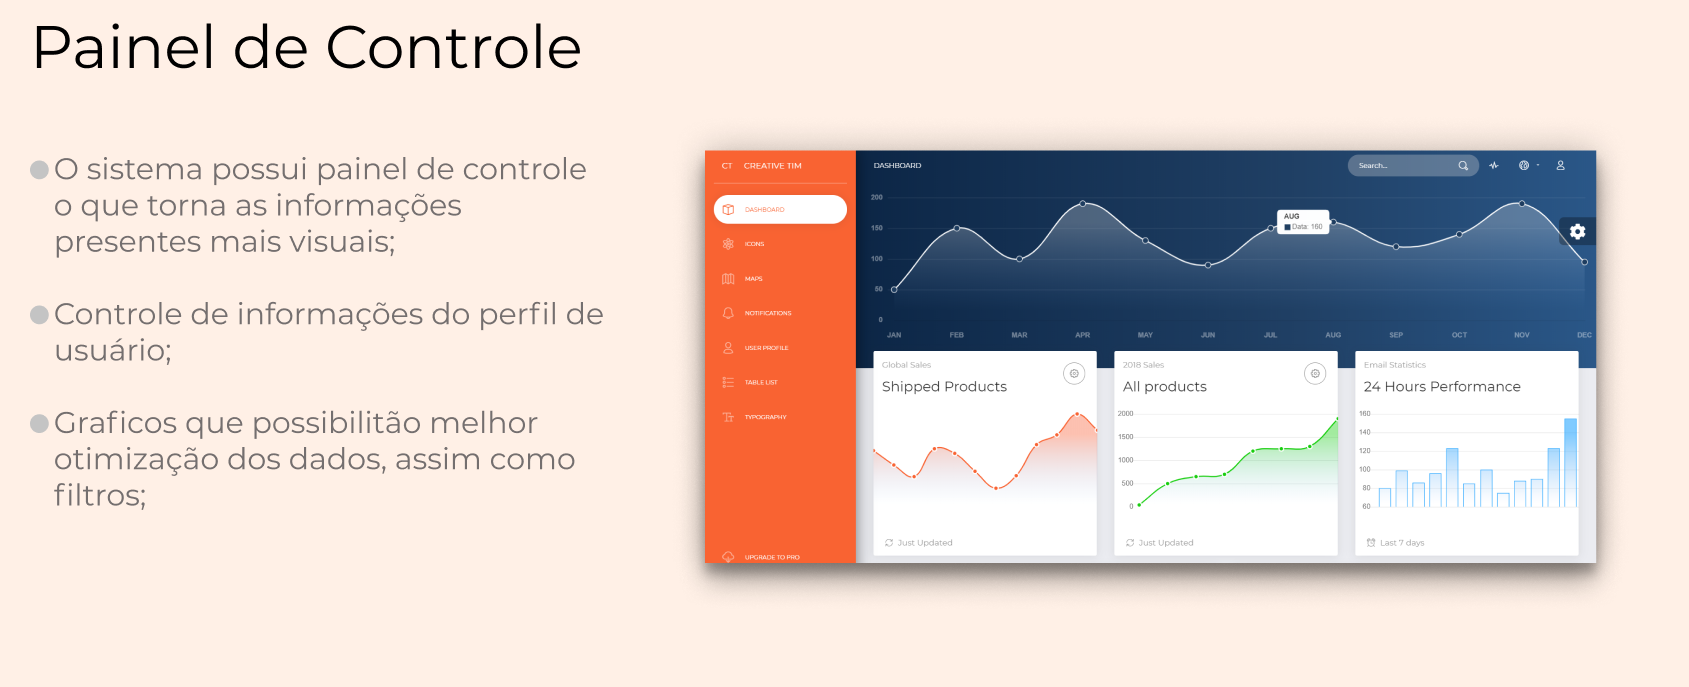 Painel de Controle
O sistema possui painel de controle
o que torna as informações
presentes mais visuais;
Controle de informações do perfil de
usuário;
Graficos que possibilitão melhor
otimização dos dados, assim como
filtros;
CT CREATIVE TIM
DASHBOARD
ICONS
MAPS
NOTIFICATIONS
USER PROFILE
TABLE LIST
TYPOGRAPHY
UPGRADE TO PRO
DASHBOARD
Search...
200
150
100
50
0
AUG
Data: 160
JAN FEB MAR APR MAY JUN JUL AUG SEP OCT NOV DEC
Global Sales
Shipped Products
Just Updated
2018 Sales
All products
2000
1500
1000
500
0
Just Updated
Email Statistics
24 Hours Performance
160
140
120
100
80
60
Last 7 days